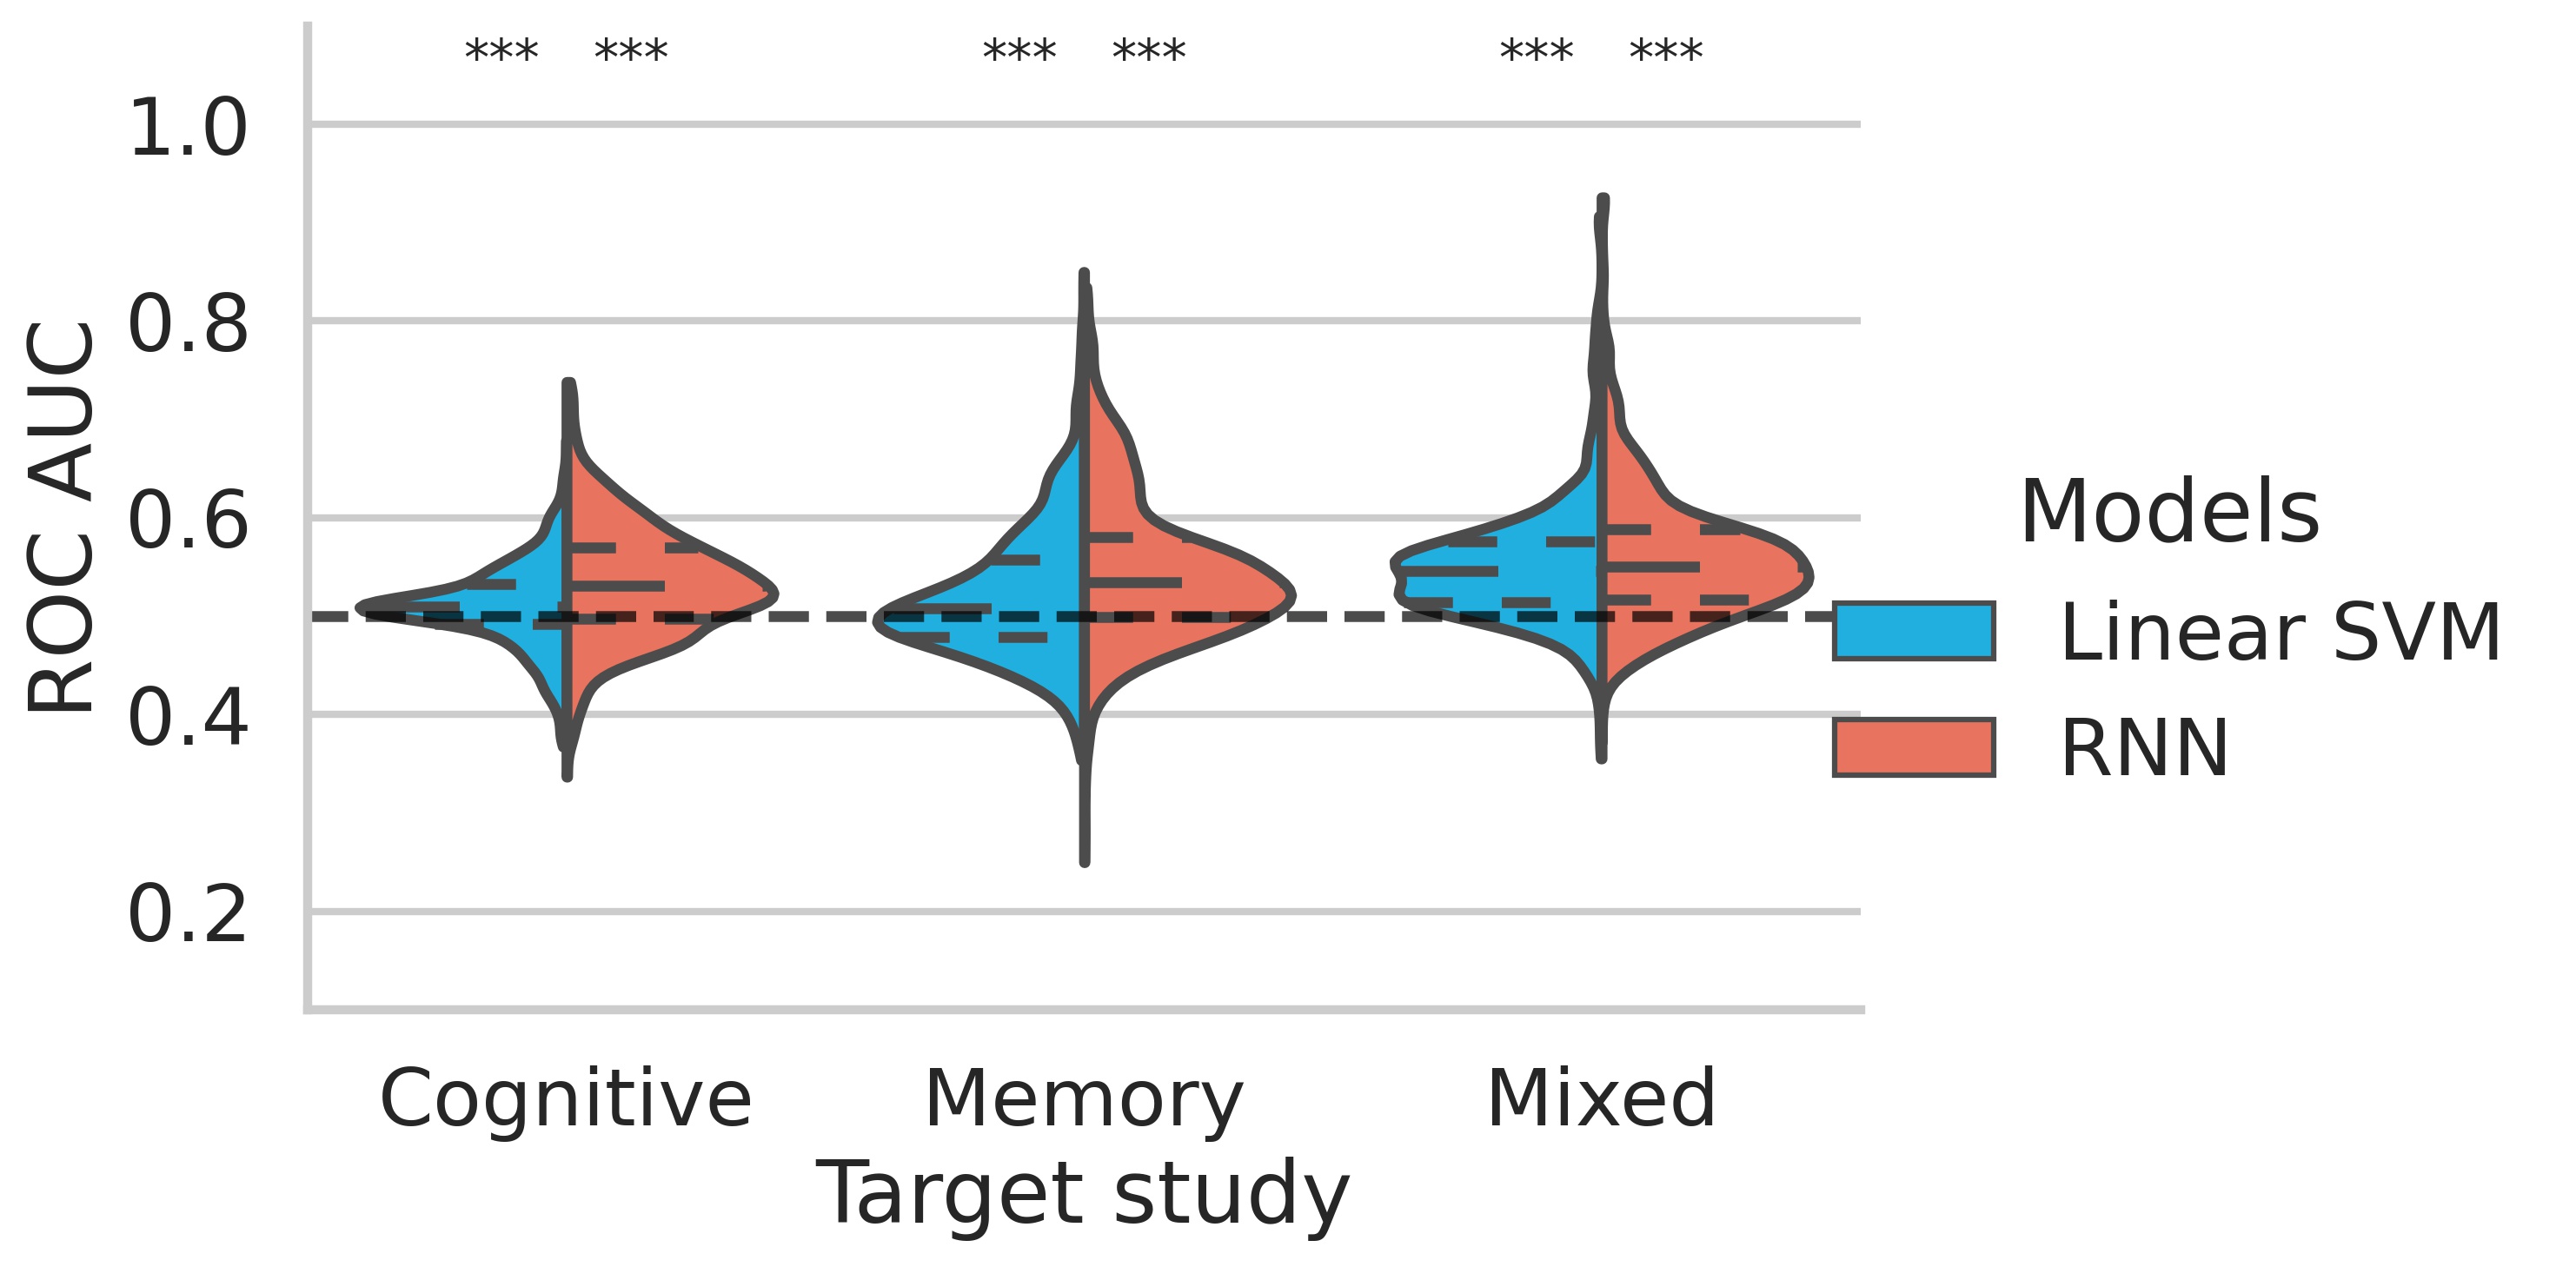 *** *** *** *** *** ***
1.0
0.8
0.6
0.4
0.2
ROC AUC
Cognitive Memory Mixed
Target study
Models
Linear SVM
RNN